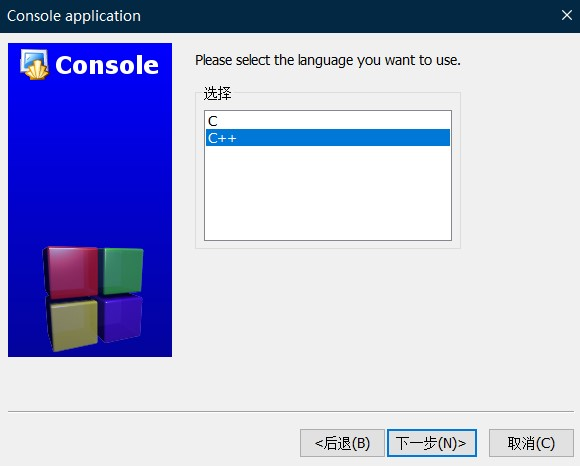 Console application
Console
Please select the language you want to use.
选择
C
C++
<后退(B)
下一步(N)>
取消(C)